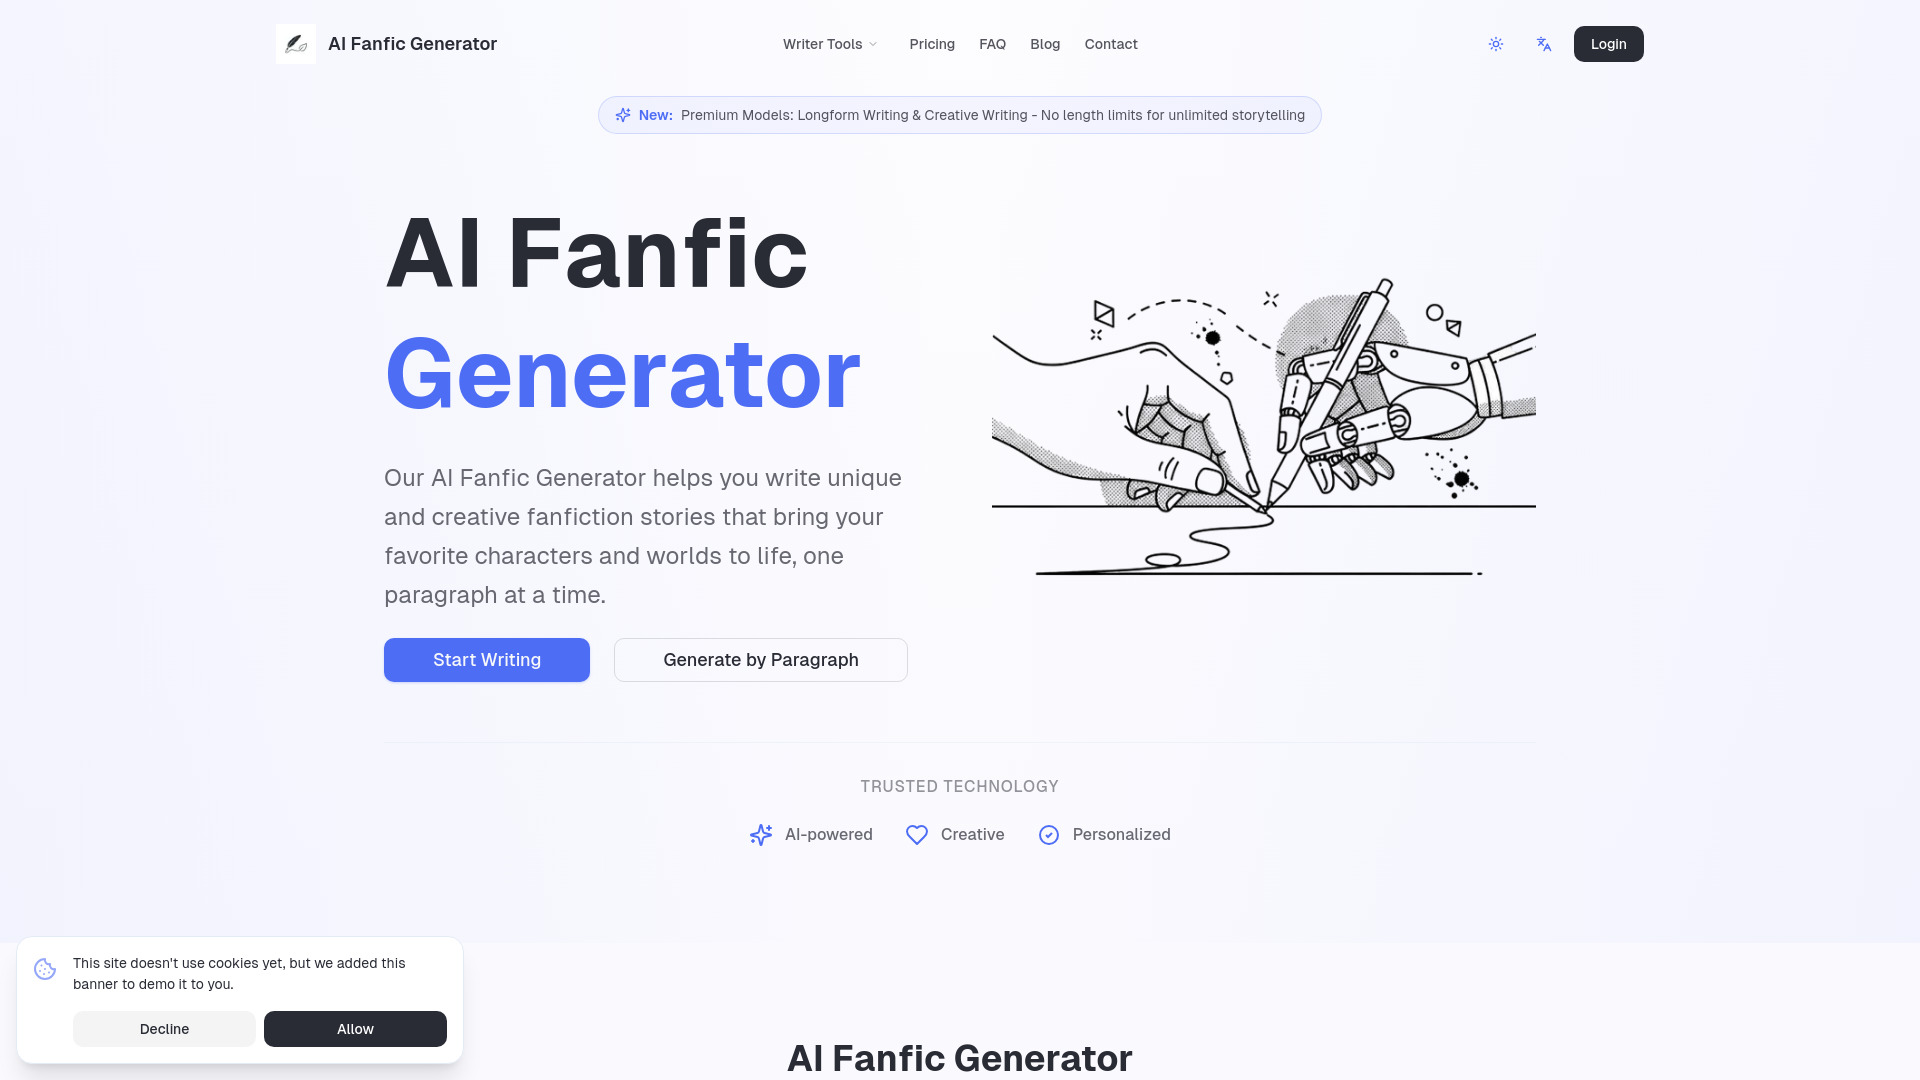 AI Fanfic Generator
Writer Tools
Pricing
FAQ
Blog
Contact
Login
New: Premium Models: Longform Writing & Creative Writing - No length limits for unlimited storytelling
AI Fanfic
Generator
Our AI Fanfic Generator helps you write unique
and creative fanfiction stories that bring your
favorite characters and worlds to life, one
paragraph at a time.
Start Writing
Generate by Paragraph
TRUSTED TECHNOLOGY
AI-powered
Creative
Personalized
This site doesn't use cookies yet, but we added this
banner to demo it to you.
Decline
Allow
AI Fanfic Generator